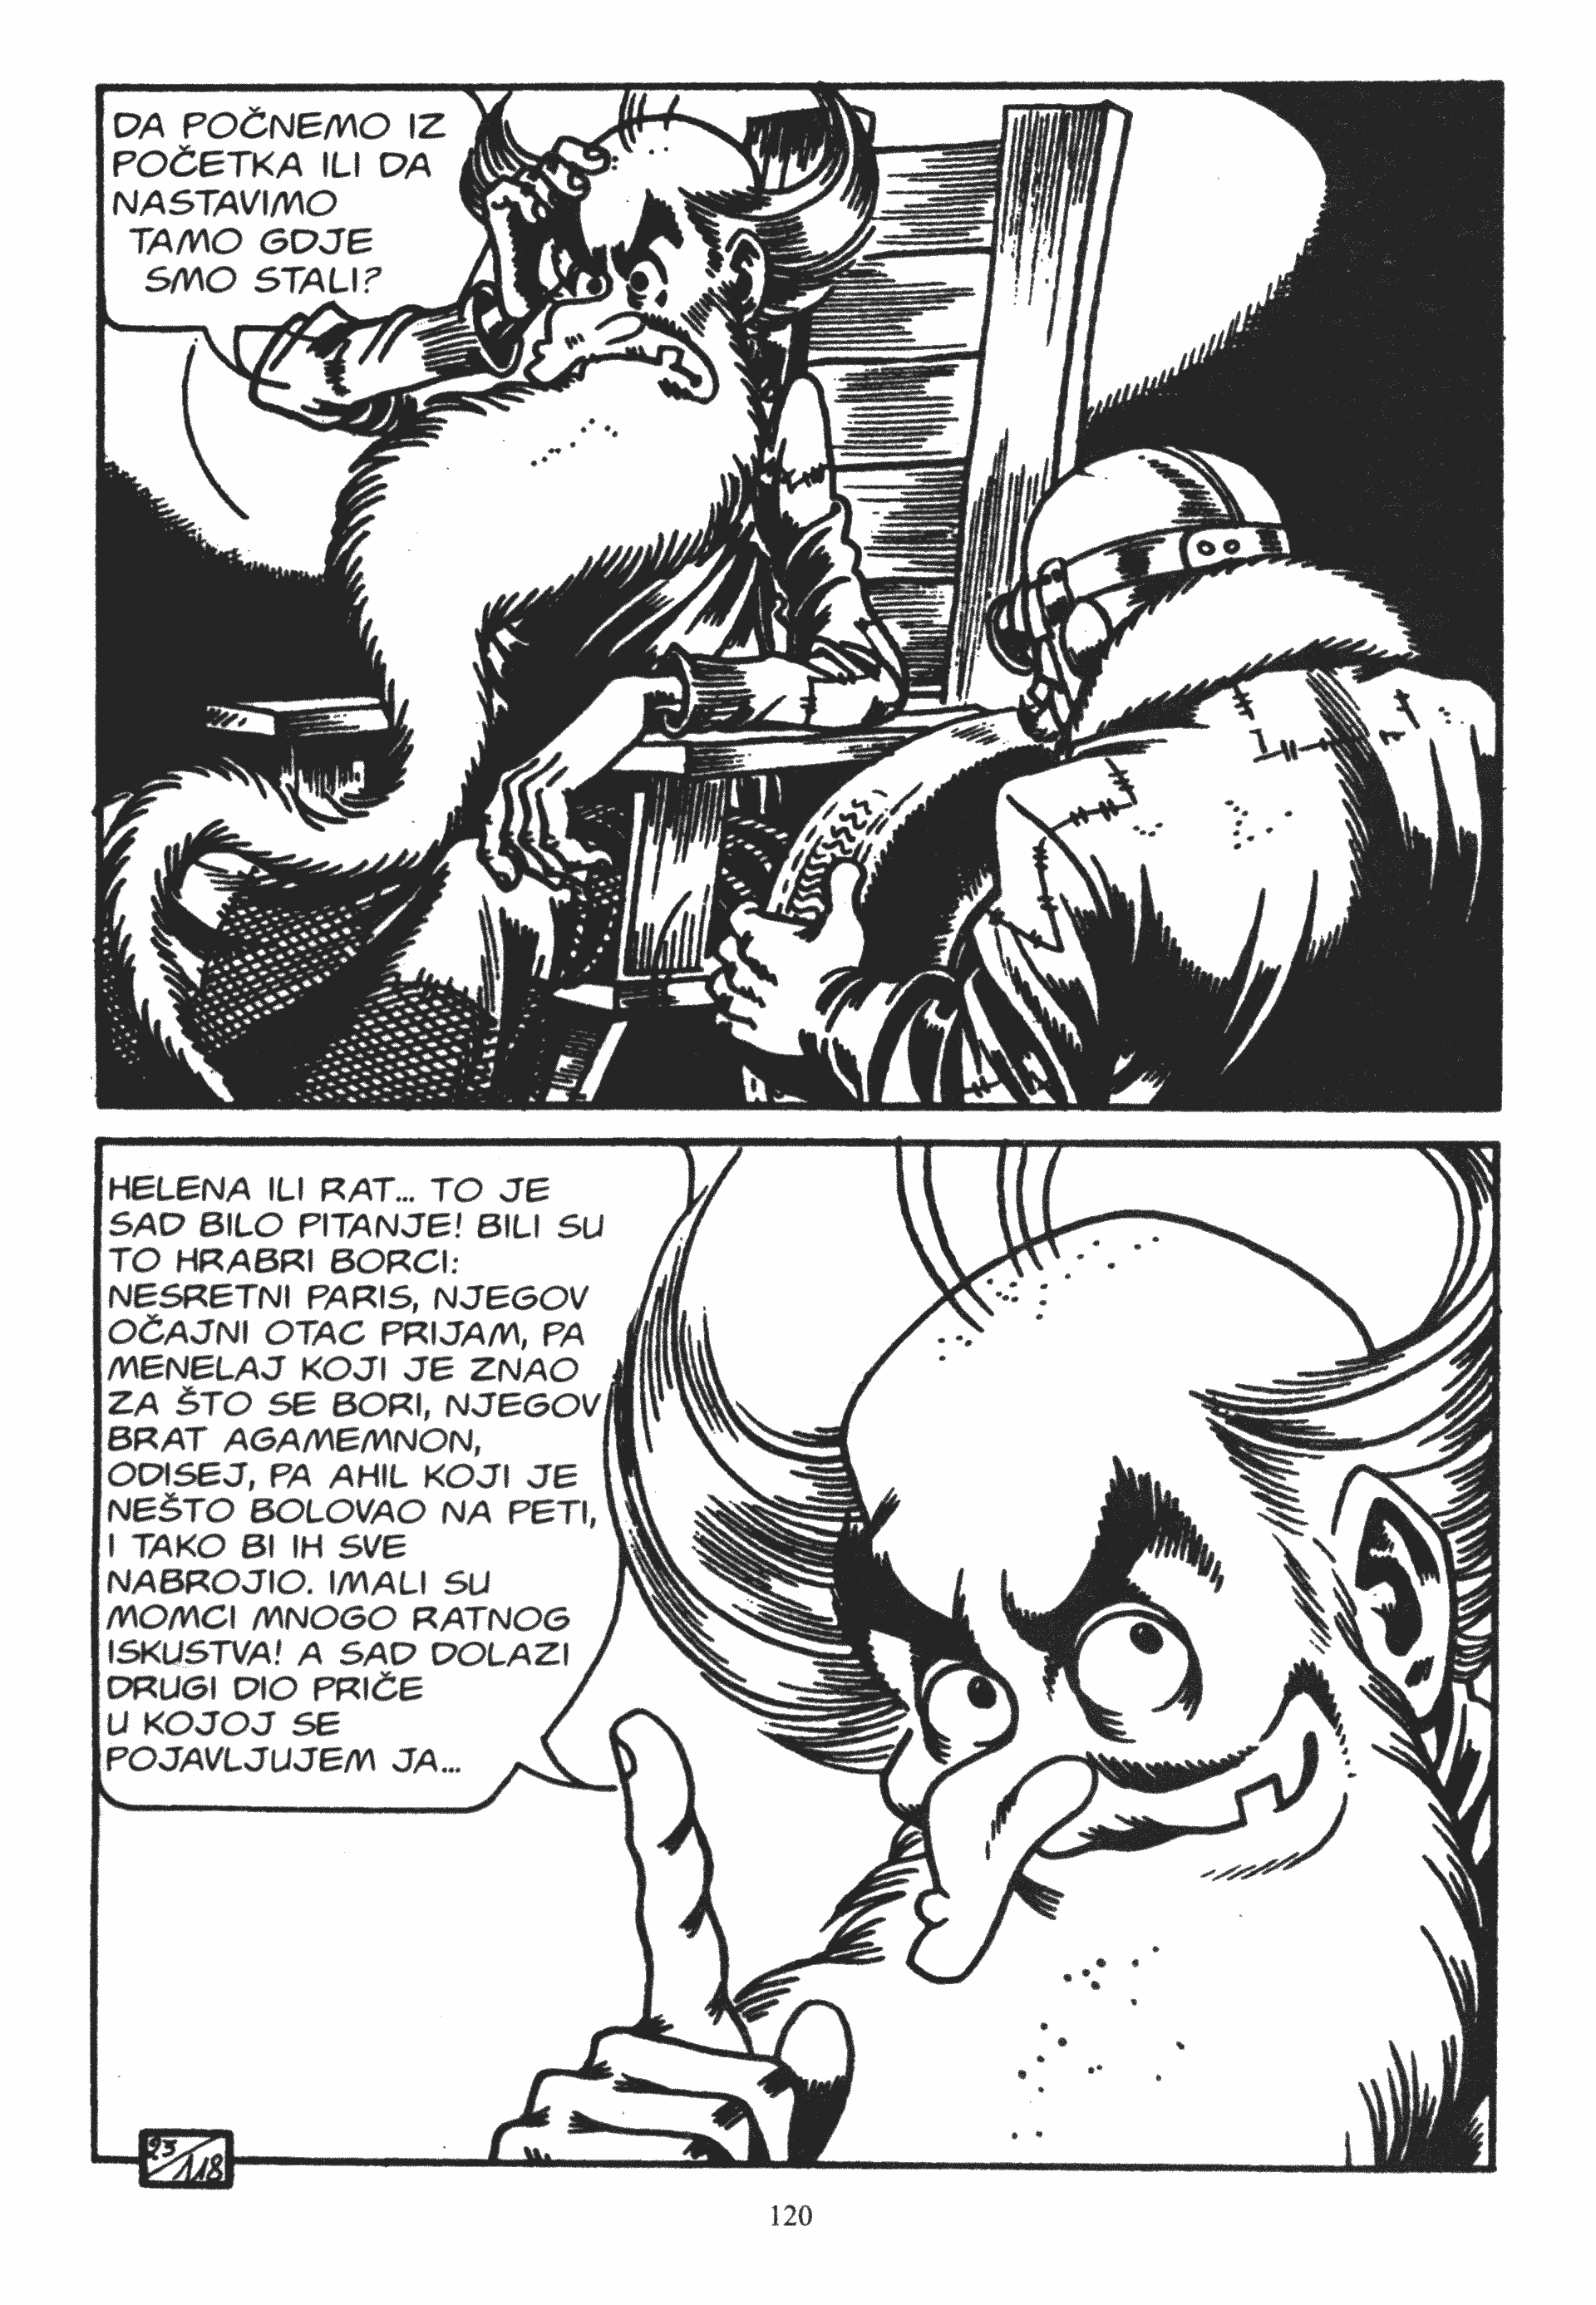 DA POČNEMO IZ
POČETKA ILI DA
NASTAVIMO
TAMO GDJE
SMO STALI?
HELENA ILI RAT... TO JE
SAD BILO PITANJE! BILI SU
TO HRABRI BORCI:
NESRETNI PARIS, NJEGOV
OČAJNI OTAC PRIJAM, PA
MENELAJ KOJI JE ZNAO
ZA ŠTO SE BORI, NJEGOV
BRAT AGAMEMNON,
ODISEJ, PA AHIL KOJI JE
NEŠTO BOLOVAO NA PETI,
I TAKO BI IH SVE
NABROJIO. IMALI SU
MOMCI MNOGO RATNOG
ISKUSTVA! A SAD DOLAZI
DRUGI DIO PRIČE
U KOJOJ SE
POJAVLJUJEM JA...
23/118
120